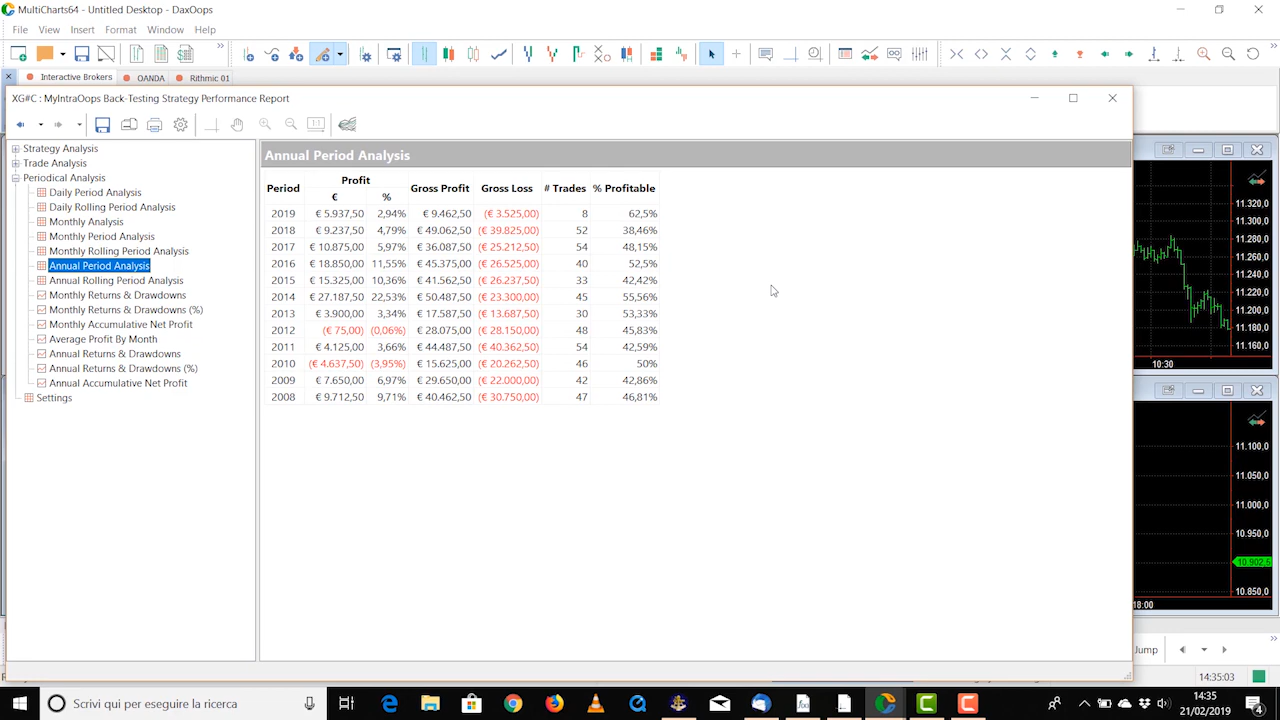 MultiCharts64 - Untitled Desktop - DaxOops
File View Insert Format Window Help
Interactive Brokers OANDA Rithmic 01
XG#C : MyIntraOops Back-Testing Strategy Performance Report
Strategy Analysis
Trade Analysis
Periodical Analysis
Daily Period Analysis
Daily Rolling Period Analysis
Monthly Analysis
Monthly Period Analysis
Monthly Rolling Period Analysis
Annual Period Analysis
Annual Rolling Period Analysis
Monthly Returns & Drawdowns
Monthly Returns & Drawdowns (%)
Monthly Accumulative Net Profit
Average Profit By Month
Annual Returns & Drawdowns
Annual Returns & Drawdowns (%)
Annual Accumulative Net Profit
Settings
Annual Period Analysis
Period Profit Gross Profit Gross Loss # Trades % Profitable
€ %
2019 € 5.937,50 2,94% € 9.462,50 (€ 3.525,00) 8 62,5%
2018 € 9.237,50 4,79% € 49.062,50 (€ 39.825,00) 52 38,46%
2017 € 10.875,00 5,97% € 36.087,50 (€ 25.212,50) 54 48,15%
2016 € 18.850,00 11,55% € 45.175,00 (€ 26.325,00) 40 52,5%
2015 € 15.325,00 10,36% € 41.562,50 (€ 26.237,50) 33 42,42%
2014 € 27.187,50 22,53% € 50.487,50 (€ 23.300,00) 45 55,56%
2013 € 3.900,00 3,34% € 17.587,50 (€ 13.687,50) 30 53,33%
2012 (€ 75,00) (0,06%) € 28.075,00 (€ 28.150,00) 48 45,83%
2011 € 4.125,00 3,66% € 44.487,50 (€ 40.362,50) 54 42,59%
2010 (€ 4.637,50) (3,95%) € 15.625,00 (€ 20.262,50) 46 50%
2009 € 7.650,00 6,97% € 29.650,00 (€ 22.000,00) 42 42,86%
2008 € 9.712,50 9,71% € 40.462,50 (€ 30.750,00) 47 46,81%
11.320,0
11.300,0
11.280,0
11.260,0
11.240,0
11.220,0
11.180,0
11.160,0
10:30
11.100,0
11.050,0
11.000,0
10.950,0
10.902,5
10.850,0
18:00
Jump
14:35:03
Scrivi qui per eseguire la ricerca
14:35
21/02/2019